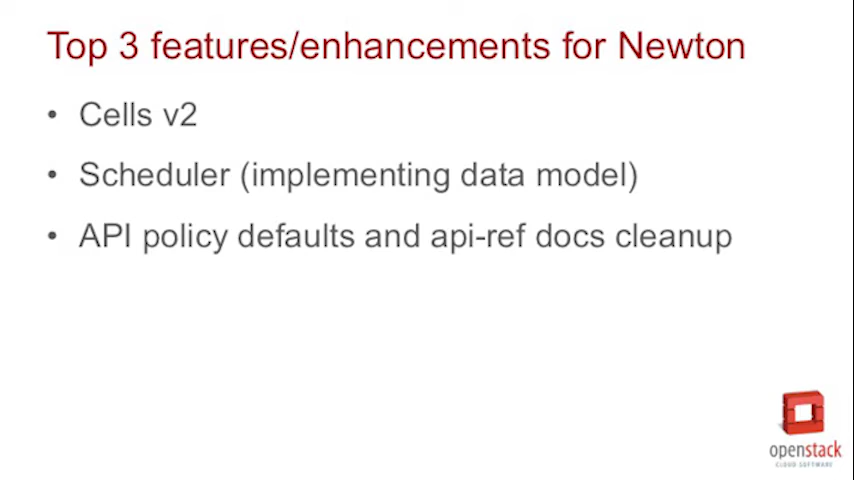 Top 3 features/enhancements for Newton
• Cells v2
• Scheduler (implementing data model)
• API policy defaults and api-ref docs cleanup
openstack
CLOUD SOFTWARE